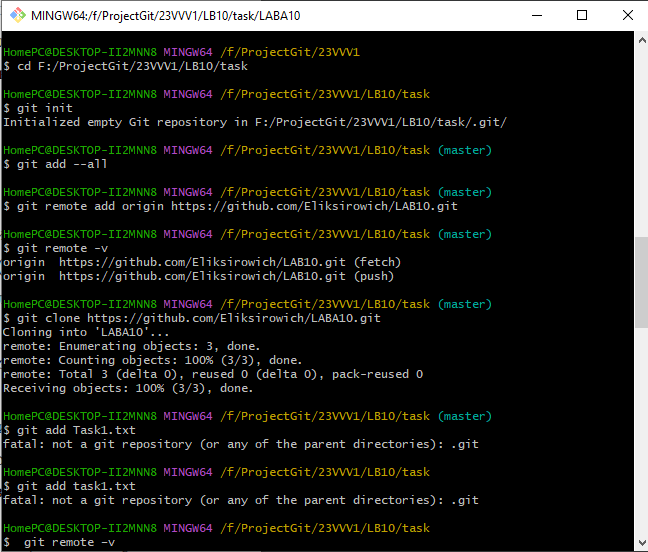 MINGW64:/f/ProjectGit/23VVV1/LB10/task/LABA10
HomePC@DESKTOP-II2MNN8 MINGW64 /f/ProjectGit/23VVV1
$ cd F:/ProjectGit/23VVV1/LB10/task
HomePC@DESKTOP-II2MNN8 MINGW64 /f/ProjectGit/23VVV1/LB10/task
$ git init
Initialized empty Git repository in F:/ProjectGit/23VVV1/LB10/task/.git/
HomePC@DESKTOP-II2MNN8 MINGW64 /f/ProjectGit/23VVV1/LB10/task (master)
$ git add --all
HomePC@DESKTOP-II2MNN8 MINGW64 /f/ProjectGit/23VVV1/LB10/task (master)
$ git remote add origin https://github.com/Eliksirowich/LAB10.git
HomePC@DESKTOP-II2MNN8 MINGW64 /f/ProjectGit/23VVV1/LB10/task (master)
$ git remote -v
origin  https://github.com/Eliksirowich/LAB10.git (fetch)
origin  https://github.com/Eliksirowich/LAB10.git (push)
HomePC@DESKTOP-II2MNN8 MINGW64 /f/ProjectGit/23VVV1/LB10/task (master)
$ git clone https://github.com/Eliksirowich/LABA10.git
Cloning into 'LABA10'...
remote: Enumerating objects: 3, done.
remote: Counting objects: 100% (3/3), done.
remote: Total 3 (delta 0), reused 0 (delta 0), pack-reused 0
Receiving objects: 100% (3/3), done.
HomePC@DESKTOP-II2MNN8 MINGW64 /f/ProjectGit/23VVV1/LB10/task (master)
$ git add Task1.txt
fatal: not a git repository (or any of the parent directories): .git
HomePC@DESKTOP-II2MNN8 MINGW64 /f/ProjectGit/23VVV1/LB10/task
$ git add task1.txt
fatal: not a git repository (or any of the parent directories): .git
HomePC@DESKTOP-II2MNN8 MINGW64 /f/ProjectGit/23VVV1/LB10/task
$  git remote -v